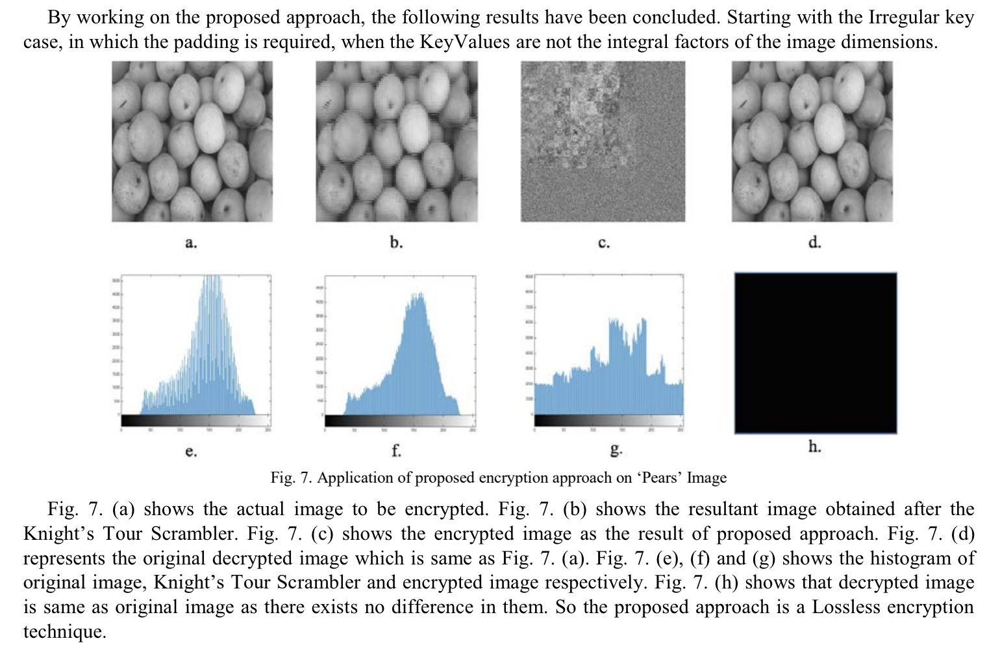 By working on the proposed approach, the following results have been concluded. Starting with the Irregular key
case, in which the padding is required, when the KeyValues are not the integral factors of the image dimensions.
a.
b.
c.
d.
e.
f.
g.
h.
Fig. 7. Application of proposed encryption approach on ‘Pears’ Image
Fig. 7. (a) shows the actual image to be encrypted. Fig. 7. (b) shows the resultant image obtained after the
Knight’s Tour Scrambler. Fig. 7. (c) shows the encrypted image as the result of proposed approach. Fig. 7. (d)
represents the original decrypted image which is same as Fig. 7. (a). Fig. 7. (e), (f) and (g) shows the histogram of
original image, Knight’s Tour Scrambler and encrypted image respectively. Fig. 7. (h) shows that decrypted image
is same as original image as there exists no difference in them. So the proposed approach is a Lossless encryption
technique.